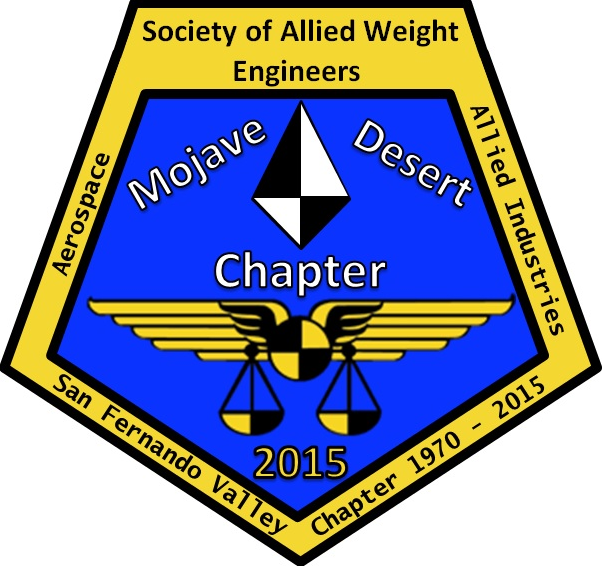 Society of Allied Weight
Engineers
Aerospace
Allied Industries
Mojave
Desert
Chapter
2015
San Fernando Valley
Chapter 1970 - 2015